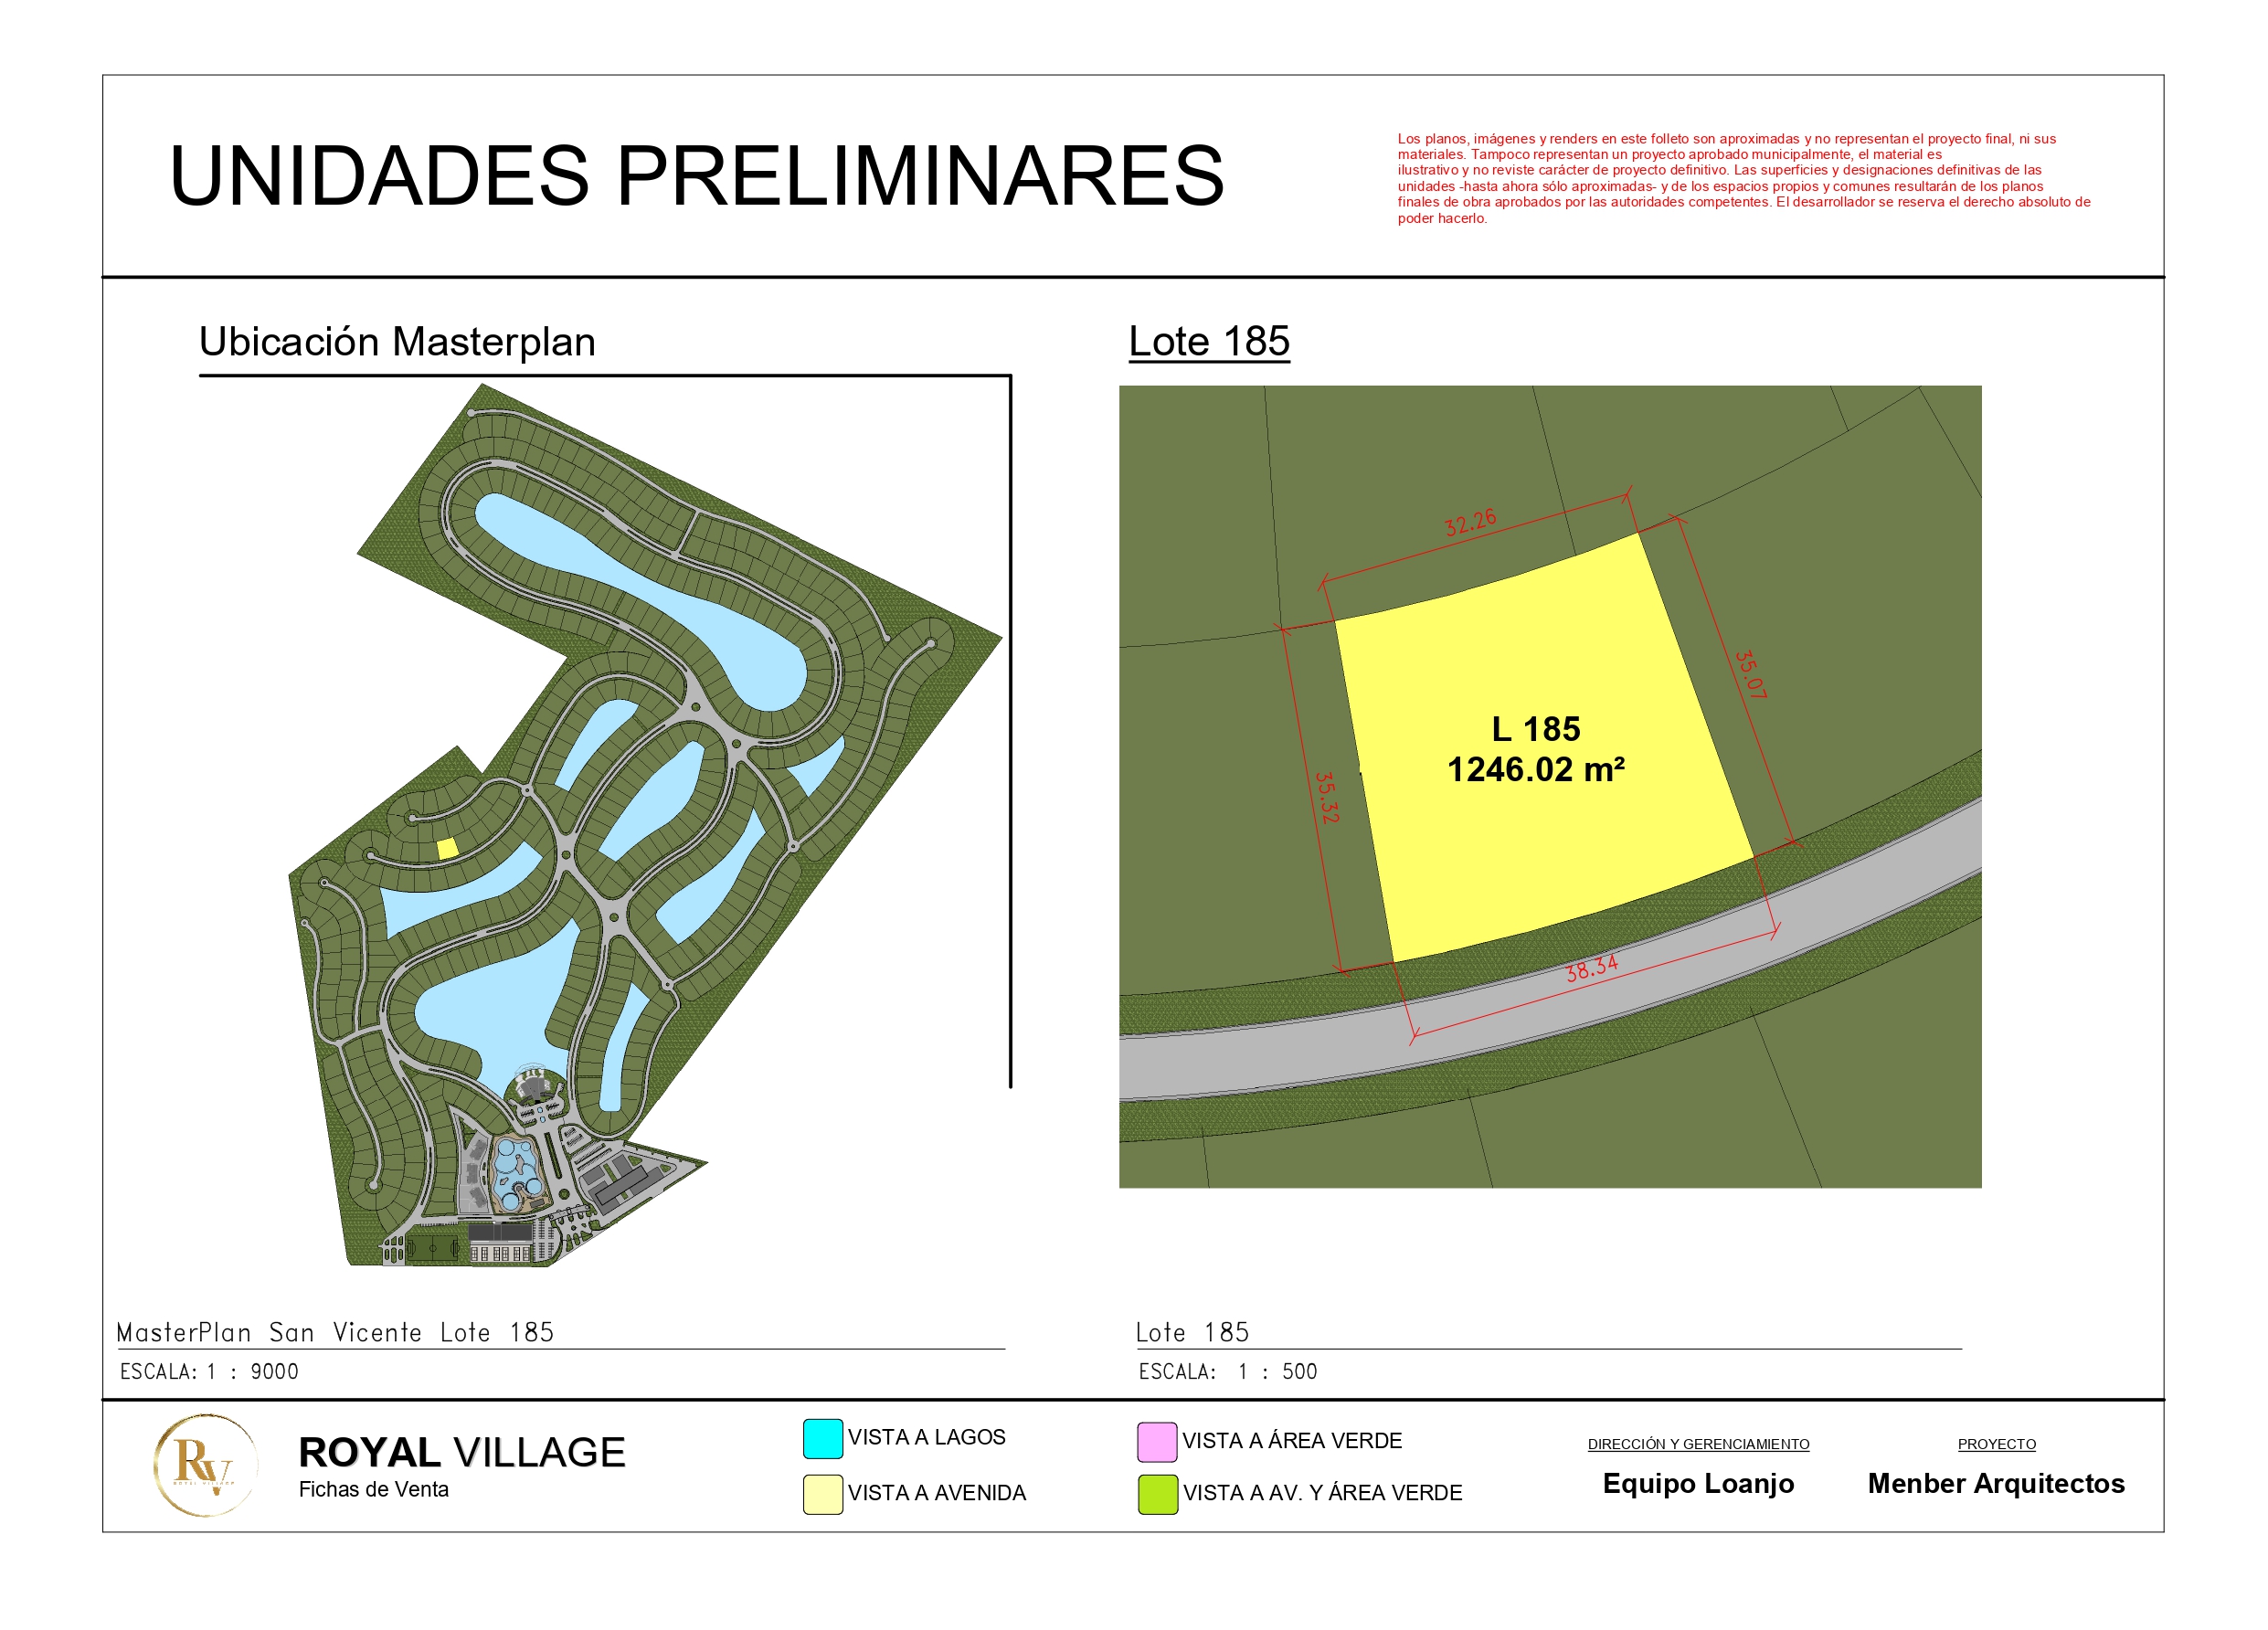 UNIDADES PRELIMINARES
Los planos, imágenes y renders en este folleto son aproximadas y no representan el proyecto final, ni sus
materiales. Tampoco representan un proyecto aprobado municipalmente, el material es
ilustrativo y no reviste carácter de proyecto definitivo. Las superficies y designaciones definitivas de las
unidades -hasta ahora sólo aproximadas- y de los espacios propios y comunes resultarán de los planos
finales de obra aprobados por las autoridades competentes. El desarrollador se reserva el derecho absoluto de
poder hacerlo.
Ubicación Masterplan
Lote 185
32.26
35.07
L 185
1246.02 m²
35.32
38.34
MasterPlan San Vicente Lote 185
ESCALA: 1 : 9000
Lote 185
ESCALA: 1 : 500
RV
ROYAL VILLAGE
ROYAL VILLAGE
Fichas de Venta
VISTA A LAGOS
VISTA A AVENIDA
VISTA A ÁREA VERDE
VISTA A AV. Y ÁREA VERDE
DIRECCIÓN Y GERENCIAMIENTO
Equipo Loanjo
PROYECTO
Menber Arquitectos